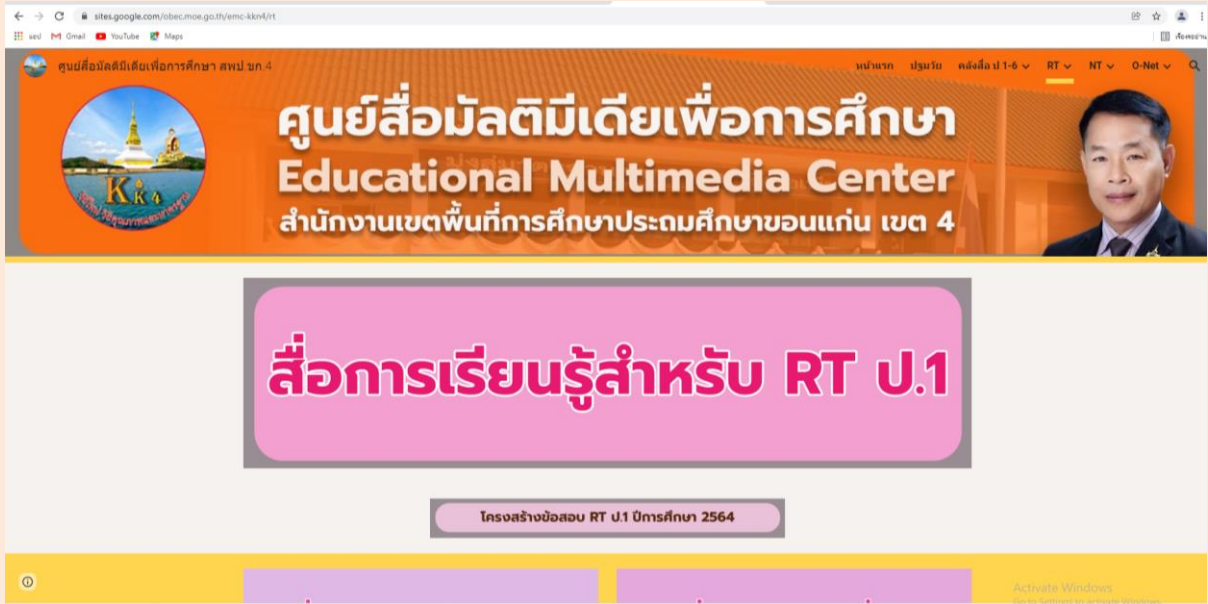 sites.google.com/obec.moe.go.th/emc-kkn4/rt
sed Gmail YouTube Maps
ศูนย์สื่อมัลติมีเดียเพื่อการศึกษา สพป.ขก.4 หน้าแรก ปฐมวัย คลังสื่อ ป 1-6 RT NT O-Net
ศูนย์สื่อมัลติมีเดียเพื่อการศึกษา
Educational Multimedia Center
สำนักงานเขตพื้นที่การศึกษาประถมศึกษาขอนแก่น เขต 4
Kk4
สื่อการเรียนรู้สำหรับ RT ป.1
โครงสร้างข้อสอบ RT ป.1 ปีการศึกษา 2564
Activate Windows
Go to Settings to activate Windows.